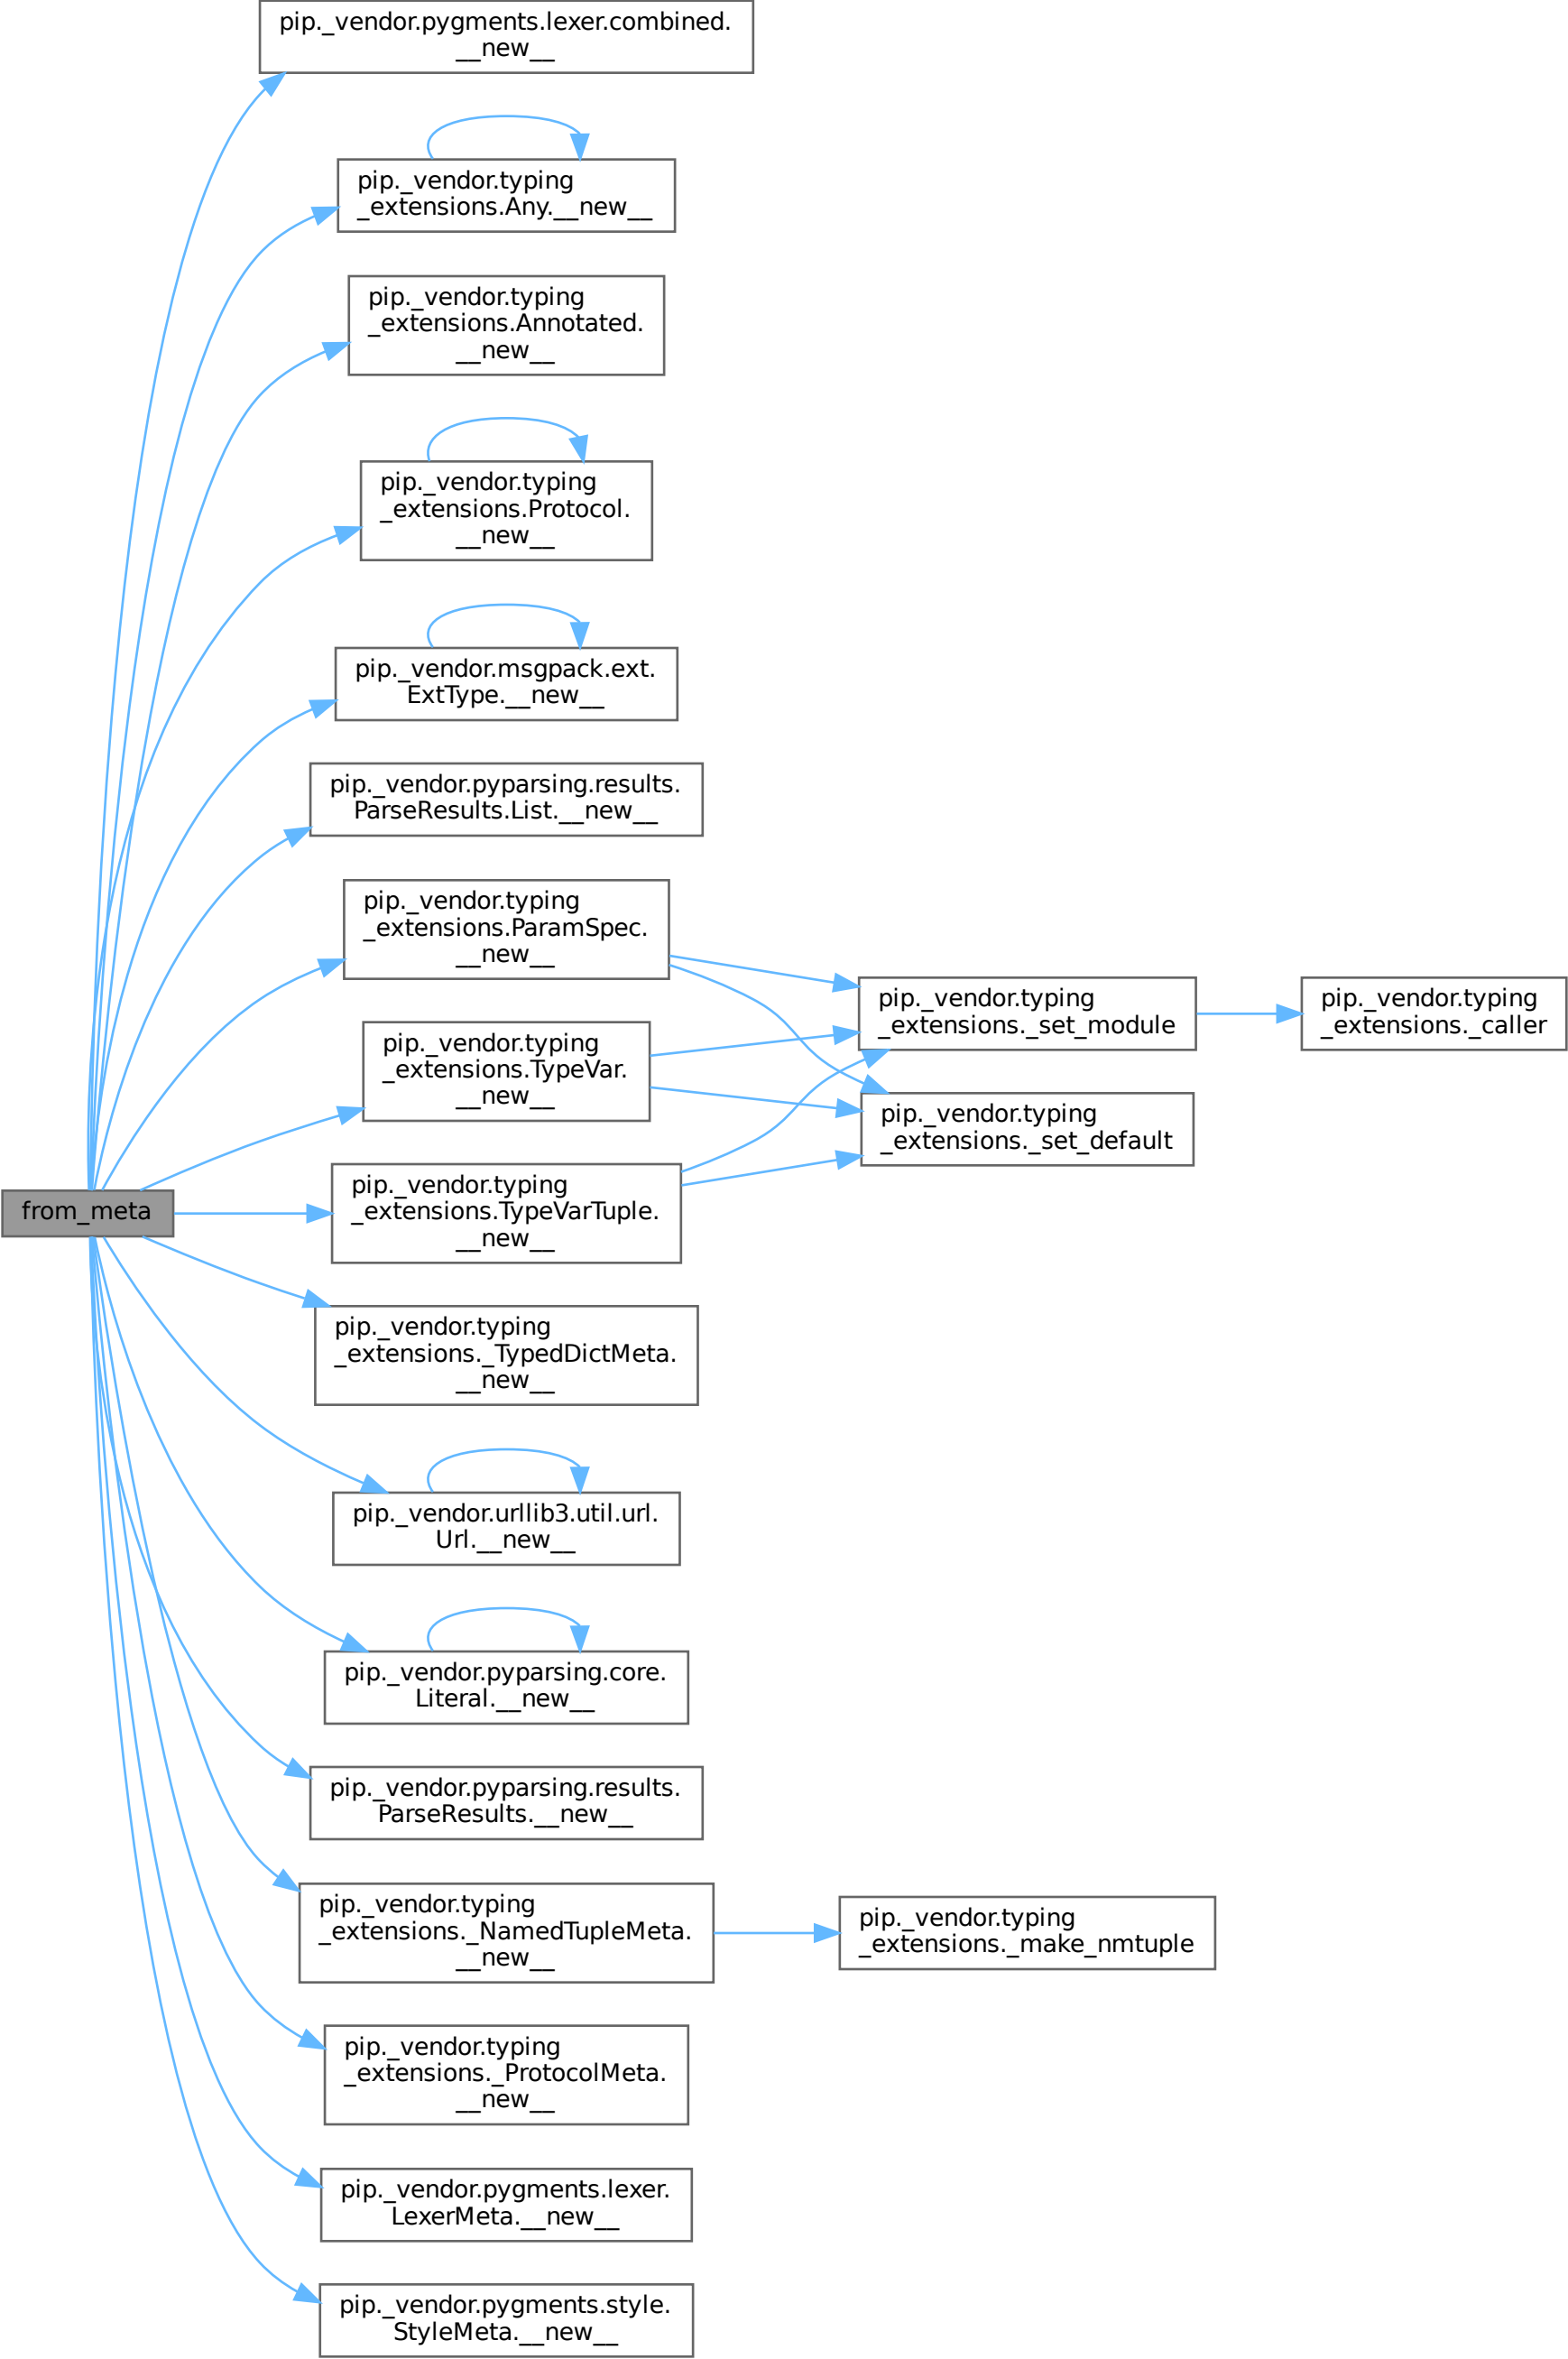 pip._vendor.pygments.lexer.combined.
__new__
pip._vendor.typing
_extensions.Any.__new__
pip._vendor.typing
_extensions.Annotated.
__new__
pip._vendor.typing
_extensions.Protocol.
__new__
pip._vendor.msgpack.ext.
ExtType.__new__
pip._vendor.pyparsing.results.
ParseResults.List.__new__
pip._vendor.typing
_extensions.ParamSpec.
__new__
pip._vendor.typing
_extensions._set_module
pip._vendor.typing
_extensions._caller
pip._vendor.typing
_extensions.TypeVar.
__new__
pip._vendor.typing
_extensions._set_default
from_meta
pip._vendor.typing
_extensions.TypeVarTuple.
__new__
pip._vendor.typing
_extensions._TypedDictMeta.
__new__
pip._vendor.urllib3.util.url.
Url.__new__
pip._vendor.pyparsing.core.
Literal.__new__
pip._vendor.pyparsing.results.
ParseResults.__new__
pip._vendor.typing
_extensions._NamedTupleMeta.
__new__
pip._vendor.typing
_extensions._make_nmtuple
pip._vendor.typing
_extensions._ProtocolMeta.
__new__
pip._vendor.pygments.lexer.
LexerMeta.__new__
pip._vendor.pygments.style.
StyleMeta.__new__